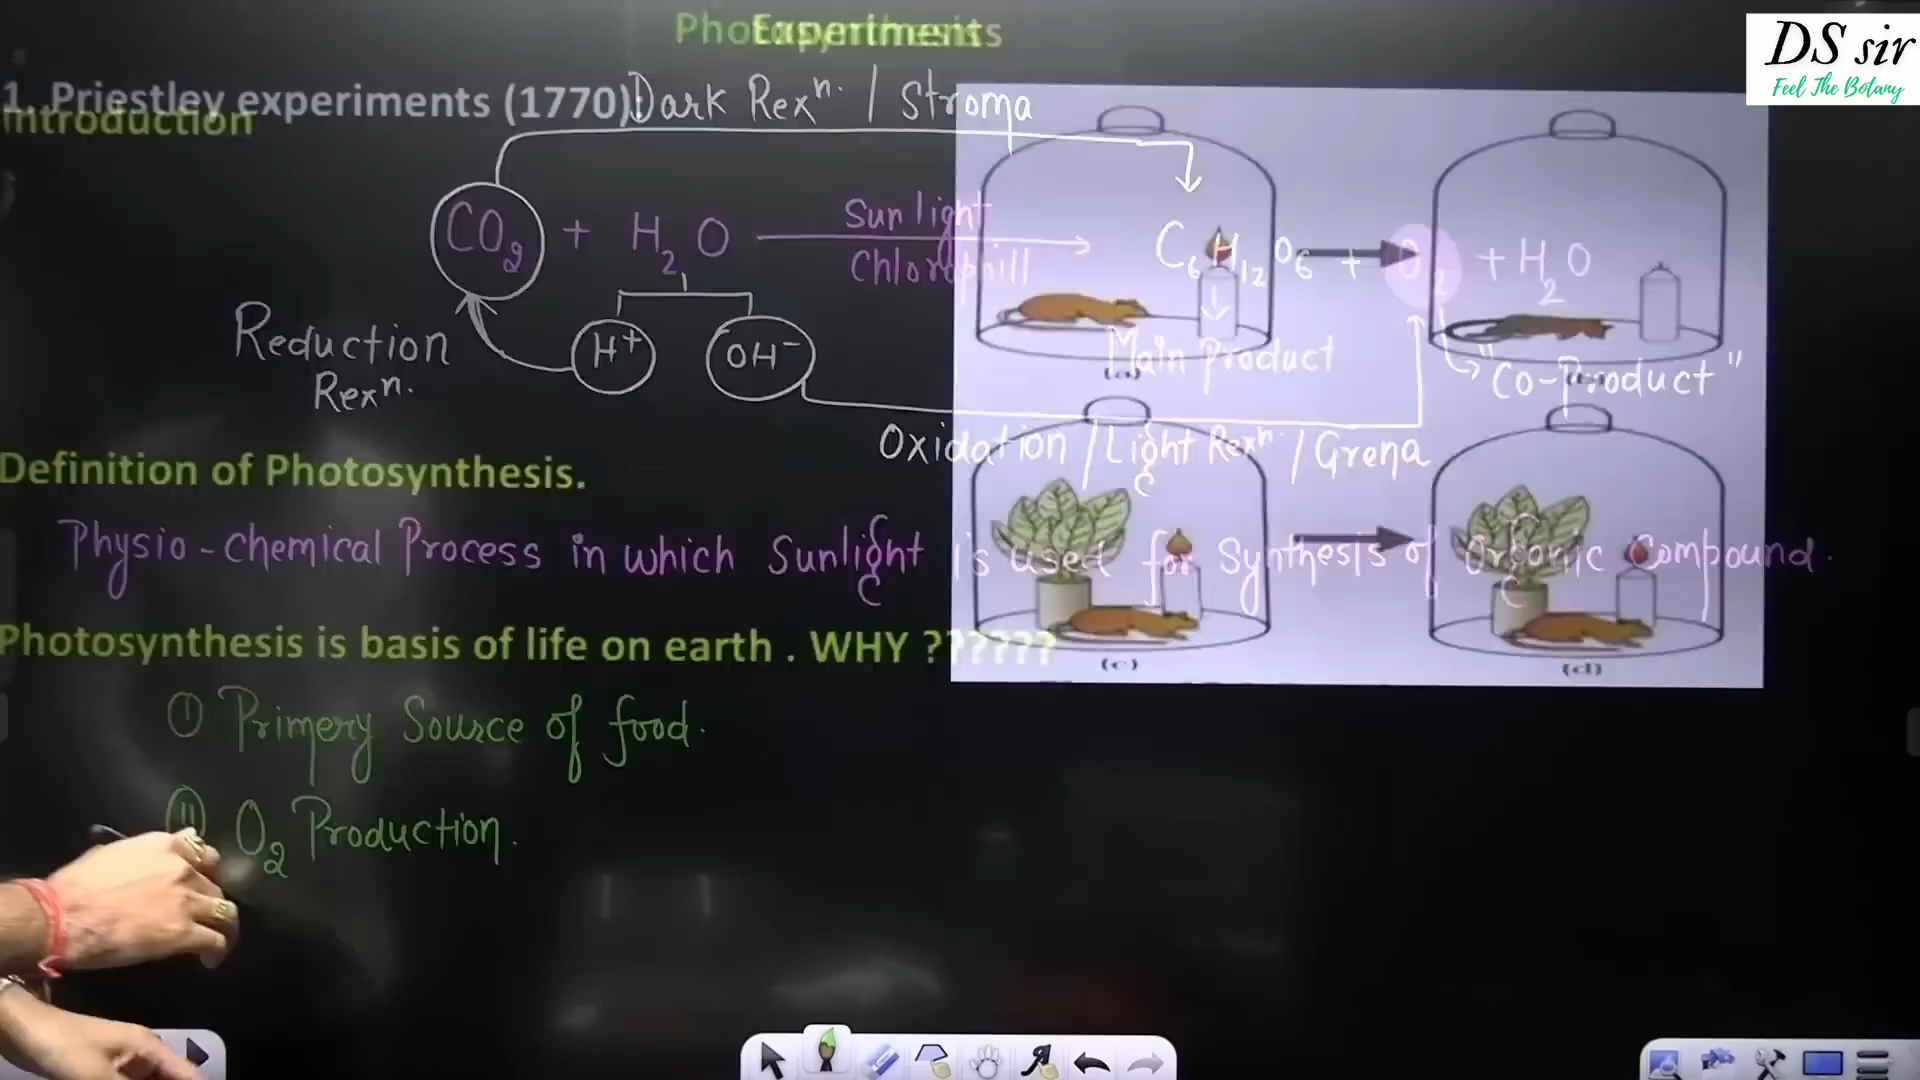 Photosynthesis
Experiment
DS sir
Feel The Botany
1. Priestley experiments (1770):
Introduction
Dark Rexn. / Stroma
CO2 + H2O
Sunlight
Chlorophill
C6H12O6 + O2 + H2O
Reduction
Rexn.
H+
OH-
Main Product
"Co-Product"
Oxidation / Light Rexn. / Grena
Definition of Photosynthesis.
Physio-chemical Process in which Sunlight is used for Synthesis of Organic Compound.
Photosynthesis is basis of life on earth . WHY ??????
(c)
(d)
I Primery Source of food.
II O2 Production.